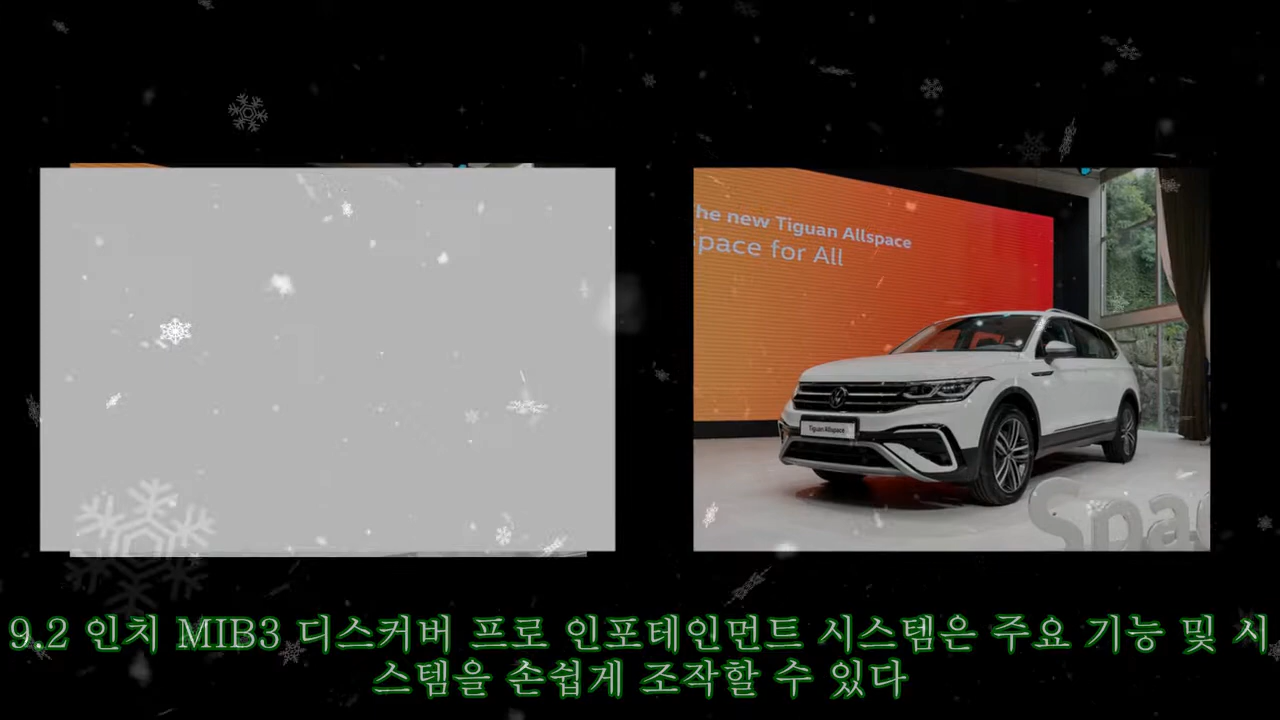 he new Tiguan Allspace
pace for All
Tiguan Allspace
Spac
9.2 인치 MIB3 디스커버 프로 인포테인먼트 시스템은 주요 기능 및 시
스템을 손쉽게 조작할 수 있다